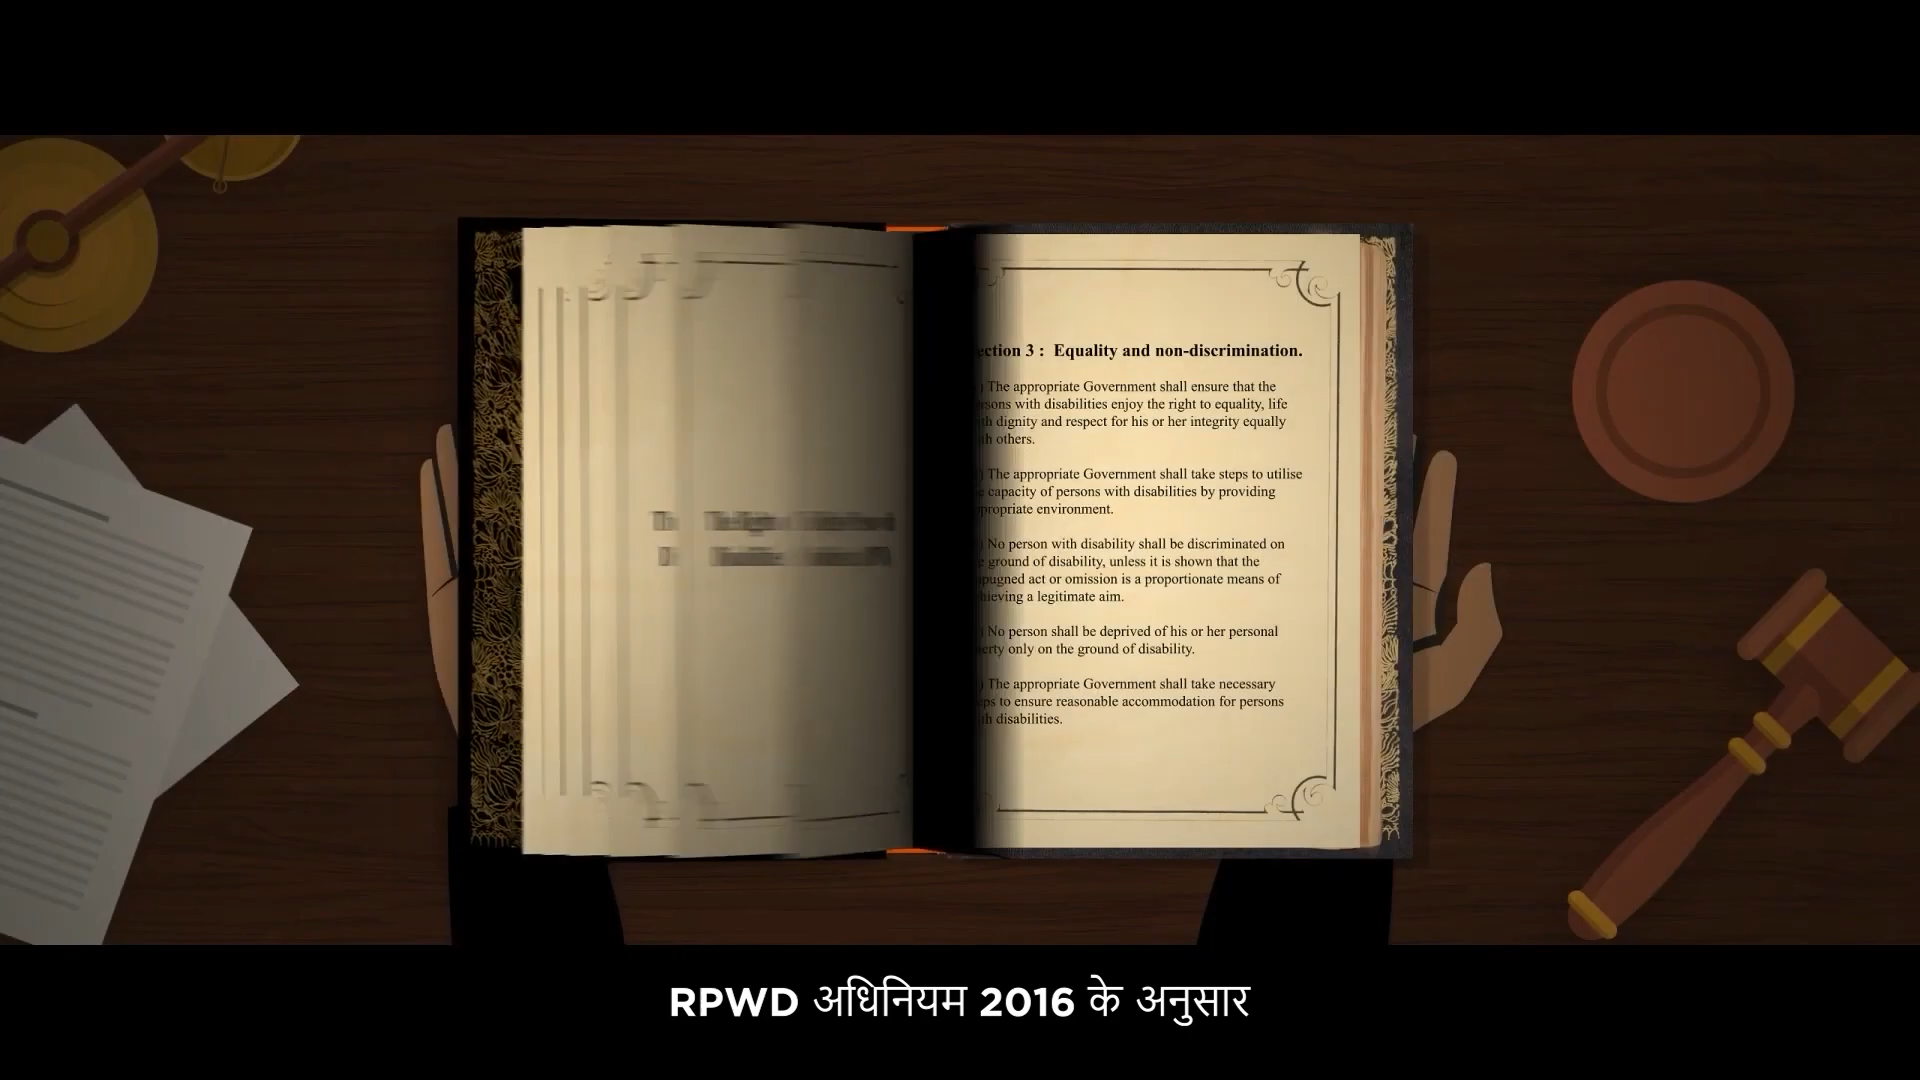 ection 3 : Equality and non-discrimination.
The appropriate Government shall ensure that the
sons with disabilities enjoy the right to equality, life
th dignity and respect for his or her integrity equally
th others.
The appropriate Government shall take steps to utilise
capacity of persons with disabilities by providing
propriate environment.
No person with disability shall be discriminated on
ground of disability, unless it is shown that the
pugned act or omission is a proportionate means of
hieving a legitimate aim.
No person shall be deprived of his or her personal
erty only on the ground of disability.
The appropriate Government shall take necessary
eps to ensure reasonable accommodation for persons
th disabilities.
RPWD अधिनियम 2016 के अनुसार